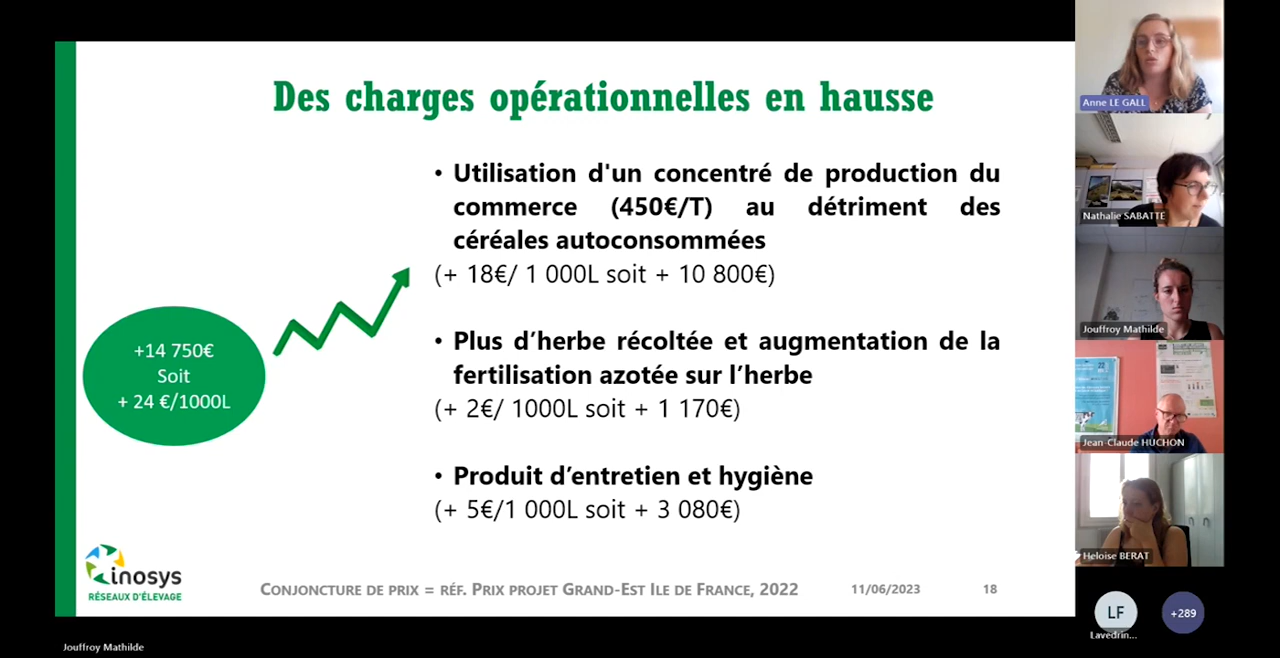 Des charges opérationnelles en hausse
• Utilisation d'un concentré de production du
commerce (450€/T) au détriment des
céréales autoconsommées
(+ 18€/ 1 000L soit + 10 800€)
+14 750€
Soit
+ 24 €/1000L
• Plus d’herbe récoltée et augmentation de la
fertilisation azotée sur l’herbe
(+ 2€/ 1000L soit + 1 170€)
• Produit d’entretien et hygiène
(+ 5€/1 000L soit + 3 080€)
inosys
RÉSEAUX D'ÉLEVAGE
CONJONCTURE DE PRIX = RÉF. PRIX PROJET GRAND-EST ILE DE FRANCE, 2022
11/06/2023
18
Anne LE GALL
Nathalie SABATTE
Jouffroy Mathilde
Jean-Claude HUCHON
Heloise BERAT
LF
Lavedrin...
+289
Jouffroy Mathilde